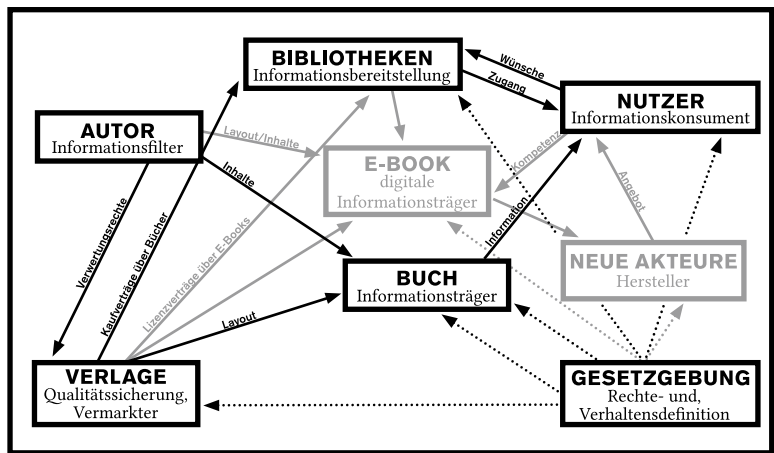 BIBLIOTHEKEN
Informationsbereitstellung
Wünsche
Zugang
NUTZER
Informationskonsument
AUTOR
Informationsfilter
Layout/Inhalte
Inhalte
E-BOOK
digitale
Informationsträger
Kompetenz
Angebot
Information
Verwertungsrechte
Kaufverträge über Bücher
Lizenzverträge über E-Books
NEUE AKTEURE
Hersteller
BUCH
Informationsträger
Layout
VERLAGE
Qualitätssicherung,
Vermarkter
GESETZGEBUNG
Rechte- und,
Verhaltensdefinition